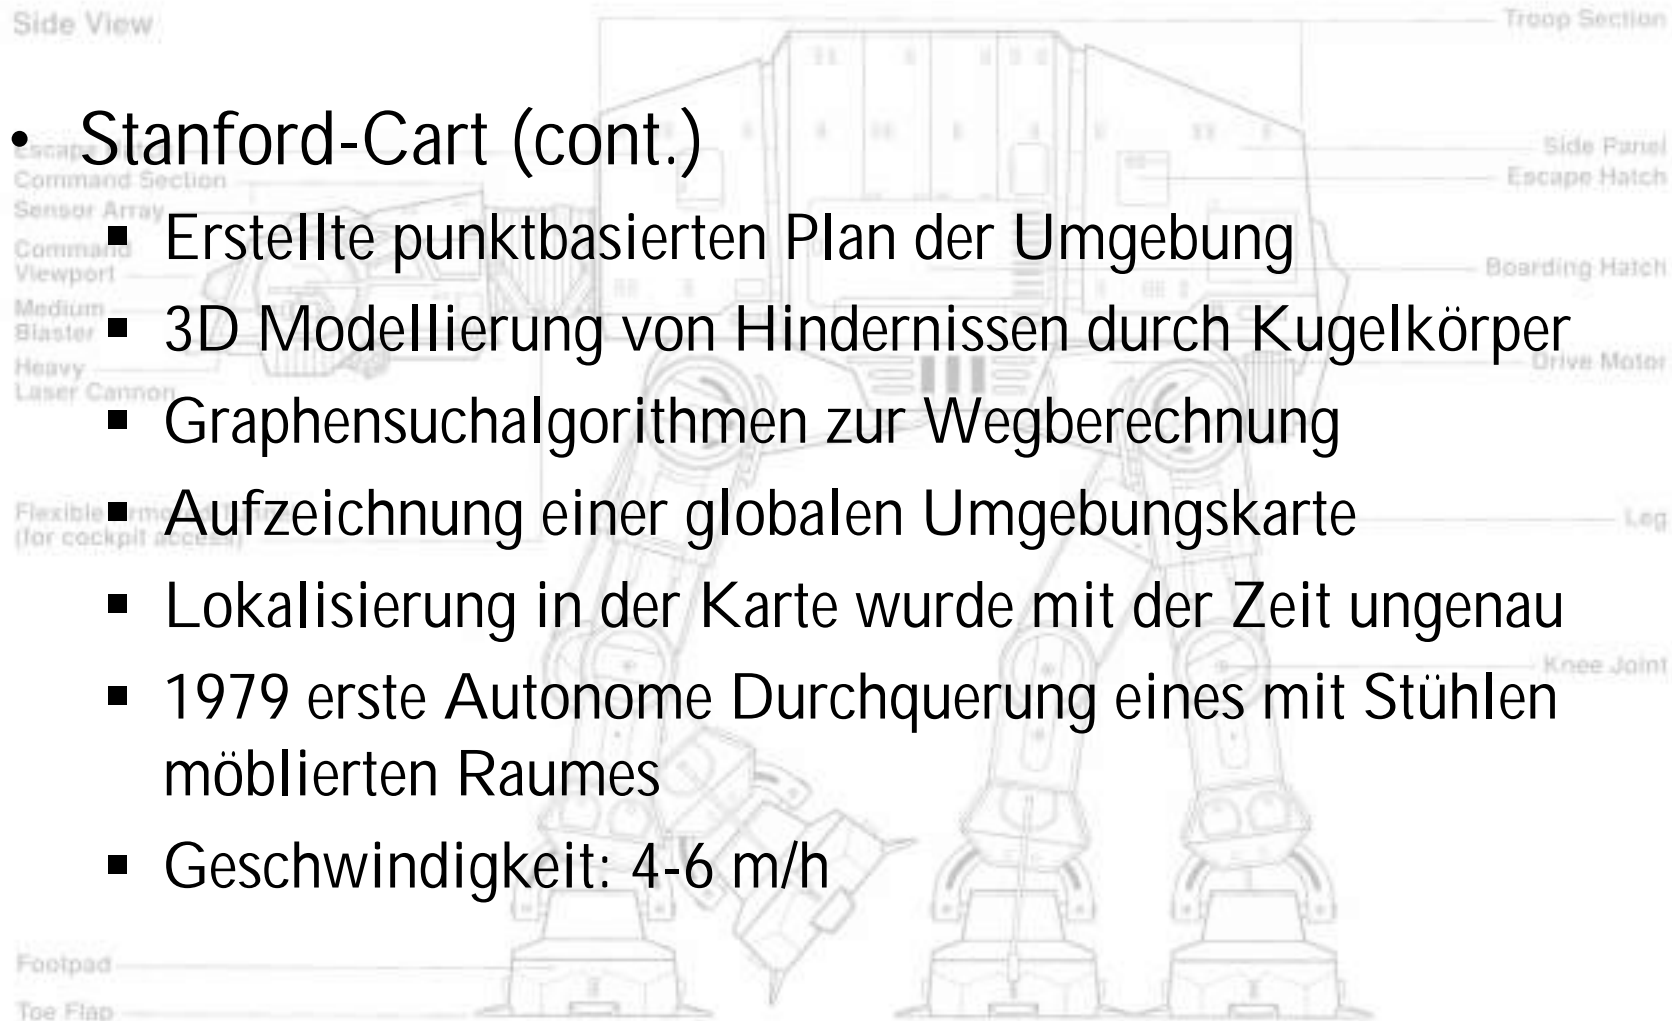 Side View
Troop Section
• Stanford-Cart (cont.)
Command Section
Sensor Array
Command
Viewport
Medium
Blaster
Heavy
Laser Cannon
Side Panel
Escape Hatch
Boarding Hatch
Drive Motor
▪ Erstellte punktbasierten Plan der Umgebung
▪ 3D Modellierung von Hindernissen durch Kugelkörper
▪ Graphensuchalgorithmen zur Wegberechnung
▪ Aufzeichnung einer globalen Umgebungskarte
Flexible
(for cockpit access)
Leg
▪ Lokalisierung in der Karte wurde mit der Zeit ungenau
Knee Joint
▪ 1979 erste Autonome Durchquerung eines mit Stühlen
möblierten Raumes
▪ Geschwindigkeit: 4-6 m/h
Footpad
Toe Flap